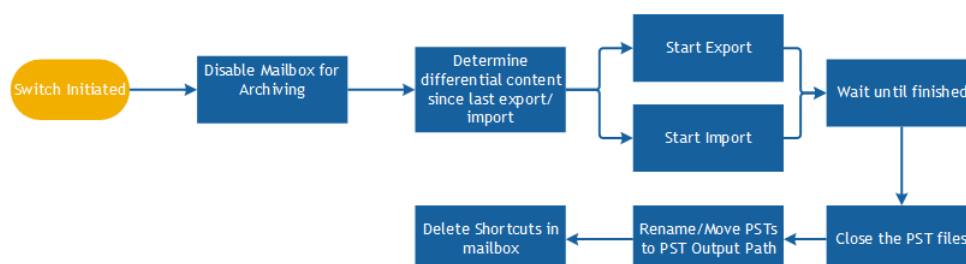 Switch Initiated
Disable Mailbox for
Archiving
Determine
differential content
since last export/
import
Start Export
Start Import
Wait until finished
Close the PST files
Rename/Move PSTs
to PST Output Path
Delete Shortcuts in
mailbox